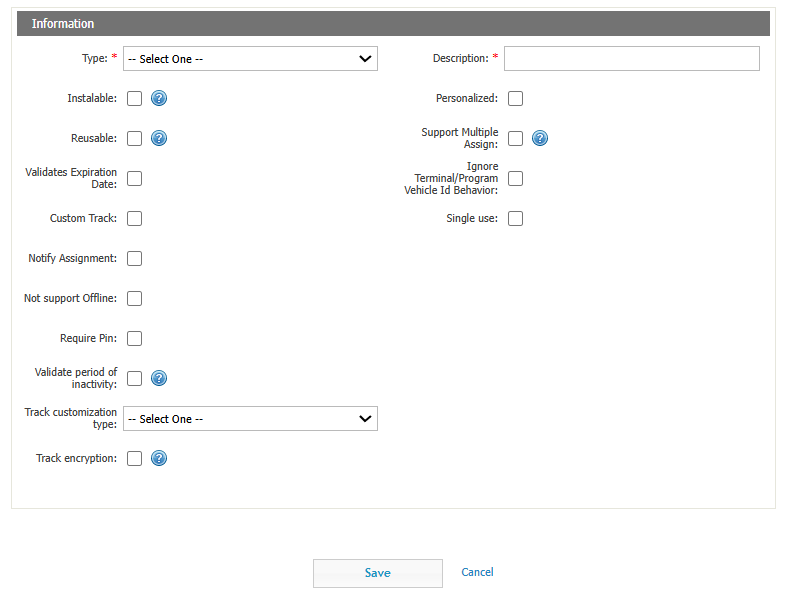 Information
Type: * -- Select One --
Description: *
Instalable:
Personalized:
Reusable:
Support Multiple
Assign:
Validates Expiration
Date:
Ignore
Terminal/Program
Vehicle Id Behavior:
Custom Track:
Single use:
Notify Assignment:
Not support Offline:
Require Pin:
Validate period of
inactivity:
Track customization
type: -- Select One --
Track encryption:
Save
Cancel